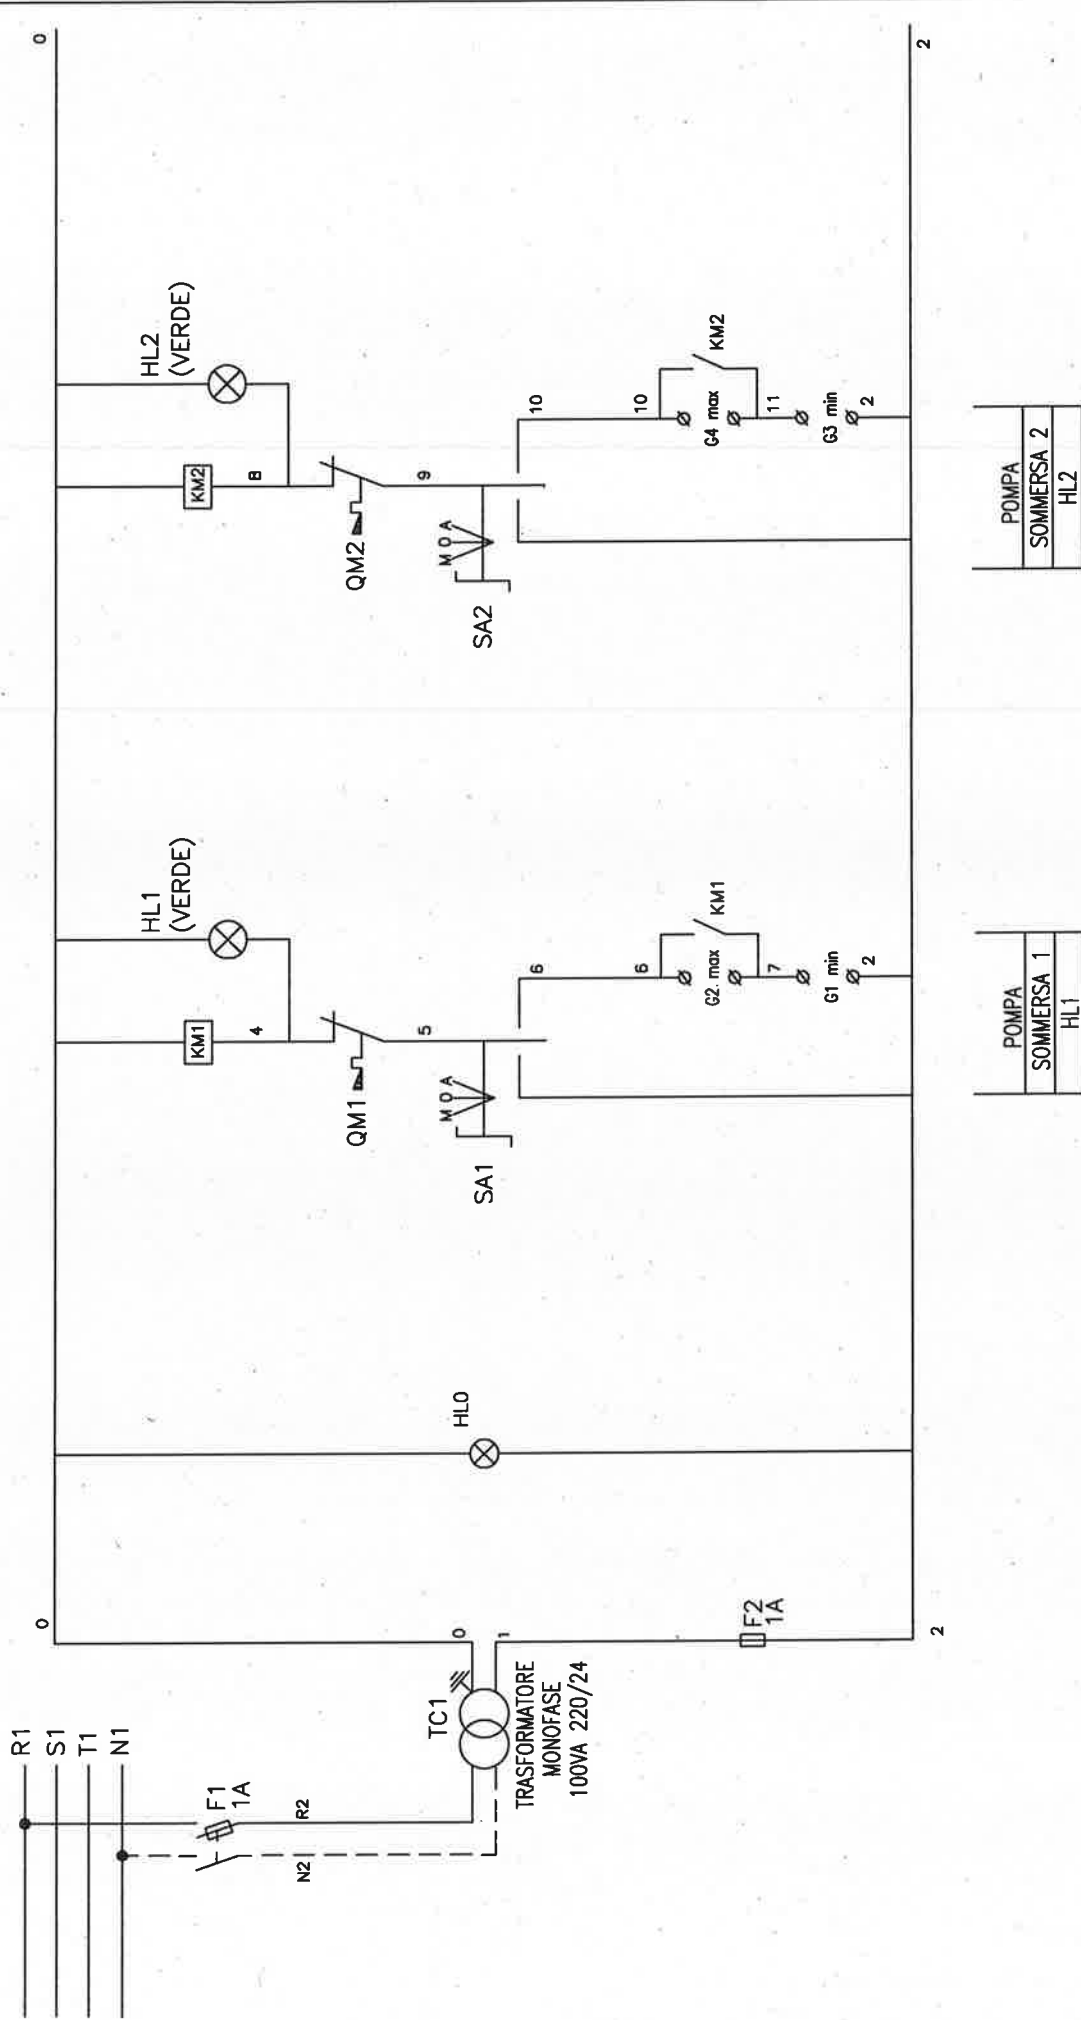 R1
S1
T1
N1
F1
1A
R2
N2
TC1
TRASFORMATORE
MONOFASE
100VA 220/24
0
1
0
F2
1A
2
HL0
HL1
(VERDE)
KM1
4
QM1
5
M O A
SA1
6
6
G2. max
KM1
7
G1 min
2
POMPA
SOMMERSA 1
HL1
HL2
(VERDE)
KM2
8
QM2
9
M O A
SA2
10
10
G4 max
KM2
11
G3 min
2
POMPA
SOMMERSA 2
HL2
0
2